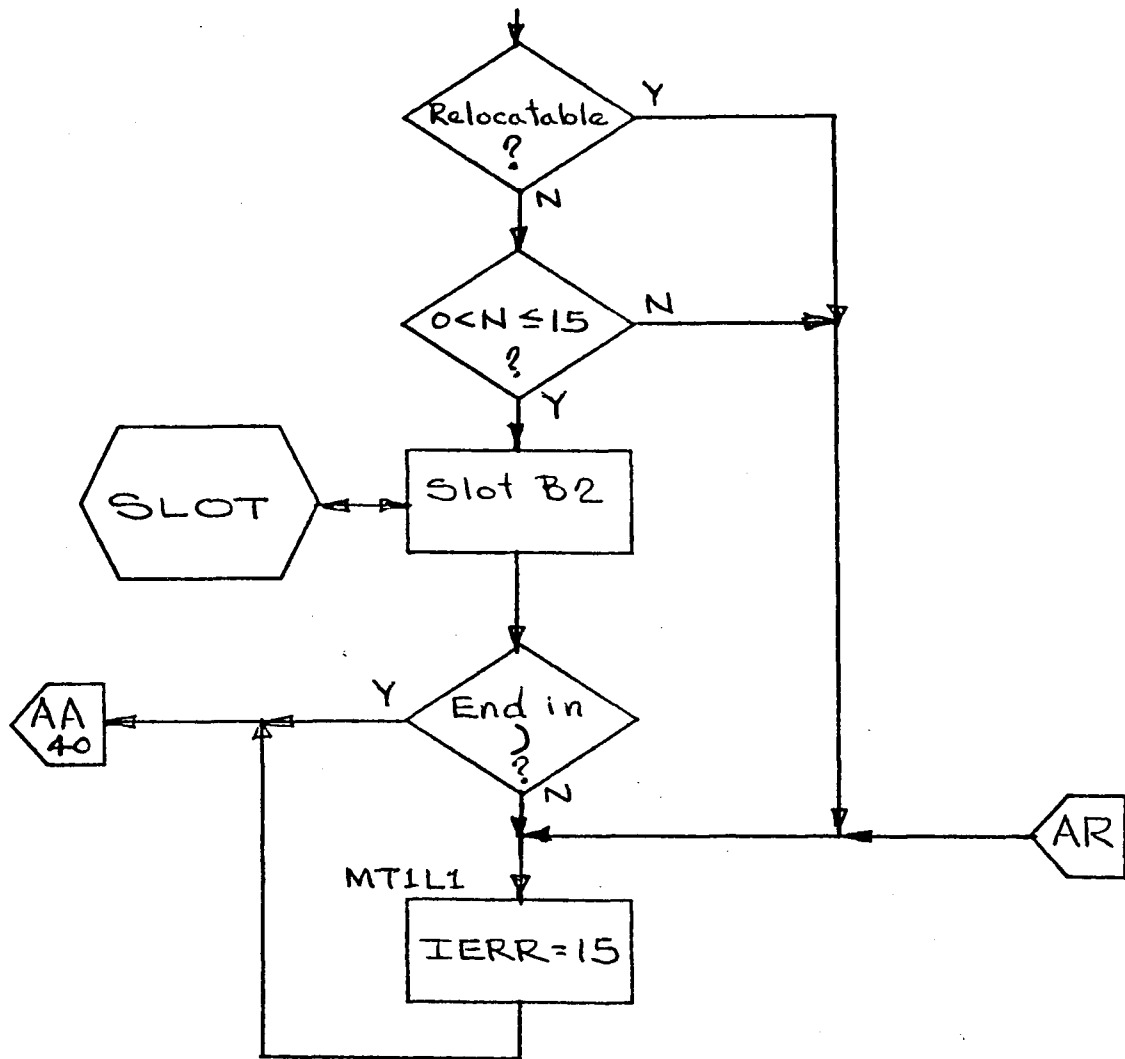 Relocatable
?
Y
N
0<N≤15
?
N
Y
SLOT
Slot B2
End in
)
?
Y
N
AA
40
AR
MT1L1
IERR=15